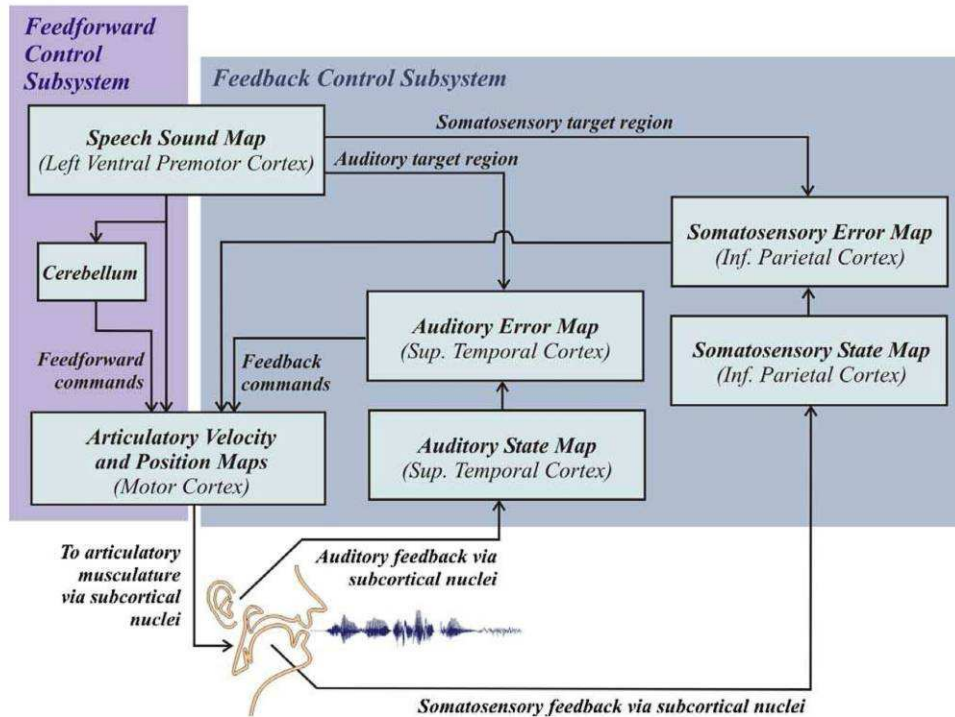 Feedforward
Control
Subsystem
Feedback Control Subsystem
Speech Sound Map
(Left Ventral Premotor Cortex)
Somatosensory target region
Auditory target region
Cerebellum
Somatosensory Error Map
(Inf. Parietal Cortex)
Auditory Error Map
(Sup. Temporal Cortex)
Somatosensory State Map
(Inf. Parietal Cortex)
Feedforward
commands
Feedback
commands
Articulatory Velocity
and Position Maps
(Motor Cortex)
Auditory State Map
(Sup. Temporal Cortex)
To articulatory
musculature
via subcortical
nuclei
Auditory feedback via
subcortical nuclei
Somatosensory feedback via subcortical nuclei